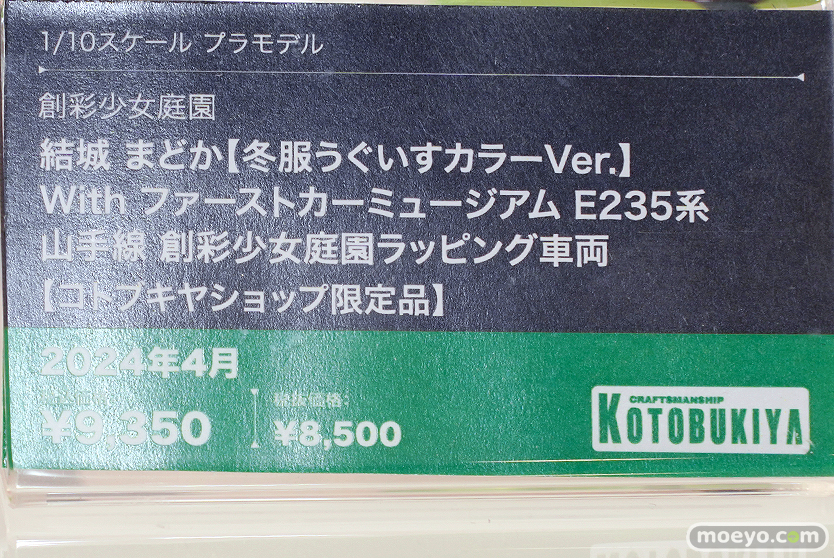 1/10スケール プラモデル
創彩少女庭園
結城 まどか【冬服うぐいすカラーVer.】
With ファーストカーミュージアム E235系
山手線 創彩少女庭園ラッピング車両
【コトブキヤショップ限定品】
2024年4月
税抜価格:
¥9,350
¥8,500
CRAFTSMANSHIP
KOTOBUKIYA
moeyo.com